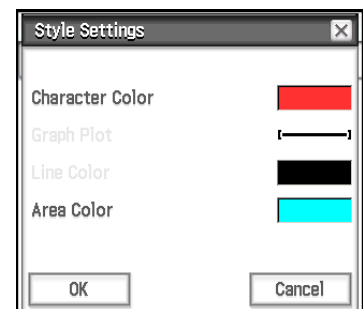 Style Settings
Character Color
Graph Plot
Line Color
Area Color
OK
Cancel